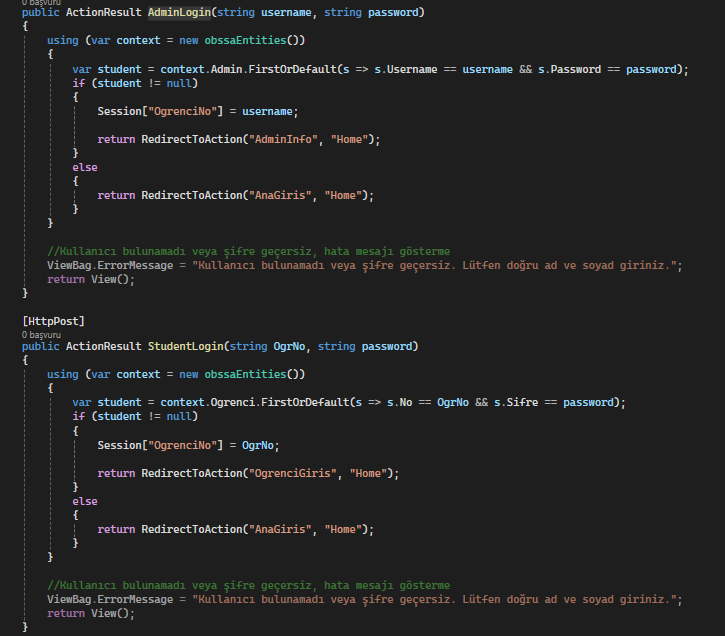 0 başvuru
public ActionResult AdminLogin(string username, string password)
{
using (var context = new obssaEntities())
{
var student = context.Admin.FirstOrDefault(s => s.Username == username && s.Password == password);
if (student != null)
{
Session["OgrenciNo"] = username;
return RedirectToAction("AdminInfo", "Home");
}
else
{
return RedirectToAction("AnaGiris", "Home");
}
}
//Kullanıcı bulunamadı veya şifre geçersiz, hata mesajı gösterme
ViewBag.ErrorMessage = "Kullanıcı bulunamadı veya şifre geçersiz. Lütfen doğru ad ve soyad giriniz.";
return View();
}
[HttpPost]
0 başvuru
public ActionResult StudentLogin(string OgrNo, string password)
{
using (var context = new obssaEntities())
{
var student = context.Ogrenci.FirstOrDefault(s => s.No == OgrNo && s.Sifre == password);
if (student != null)
{
Session["OgrenciNo"] = OgrNo;
return RedirectToAction("OgrenciGiris", "Home");
}
else
{
return RedirectToAction("AnaGiris", "Home");
}
}
//Kullanıcı bulunamadı veya şifre geçersiz, hata mesajı gösterme
ViewBag.ErrorMessage = "Kullanıcı bulunamadı veya şifre geçersiz. Lütfen doğru ad ve soyad giriniz.";
return View();
}